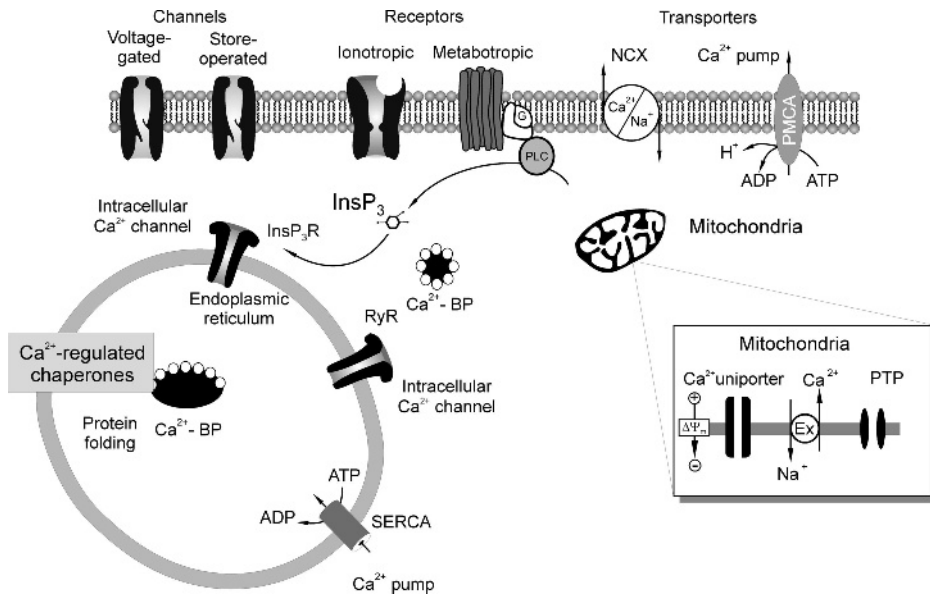 Channels
Receptors
Transporters
Voltage-
gated
Store-
operated
Ionotropic
Metabotropic
NCX
Ca²⁺ pump
Ca²⁺
Na⁺
G
PLC
PMCA
H⁺
ADP
ATP
InsP₃
Intracellular
Ca²⁺ channel
InsP₃R
Mitochondria
Endoplasmic
reticulum
Ca²⁺- BP
RyR
Ca²⁺-regulated
chaperones
Intracellular
Ca²⁺ channel
Protein
folding
Ca²⁺- BP
ATP
ADP
SERCA
Ca²⁺ pump
Mitochondria
Ca²⁺uniporter
Ca²⁺
PTP
+
ΔΨm
Ex
−
Na⁺